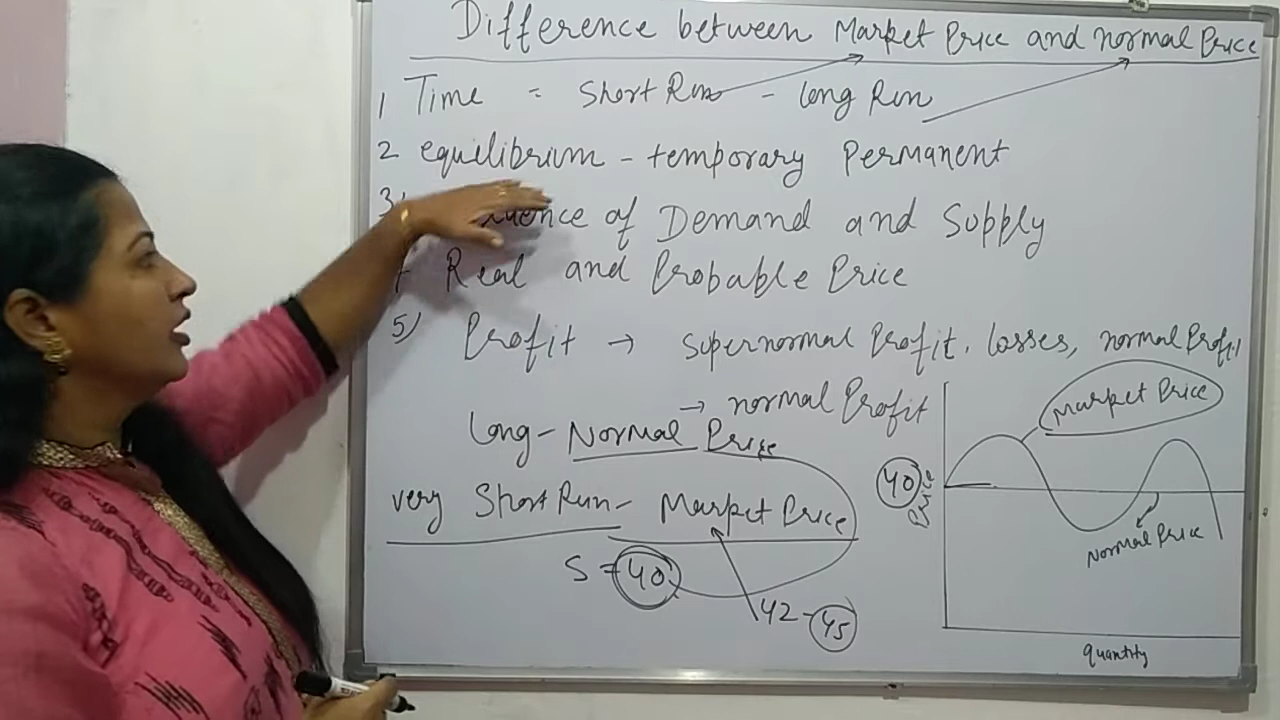 Difference between Market Price and normal Price
1 Time = Short Run - long Run
2 equilibrium - temporary Permanent
3) of Demand and Supply
Real and Probable Price
5) Profit → Supernormal Profit, losses, normal Profit
→ normal Profit
Long - Normal Price
very Short Run - Market Price
S = 40
42 - 45
Market Price
40
Normal Price
quantity